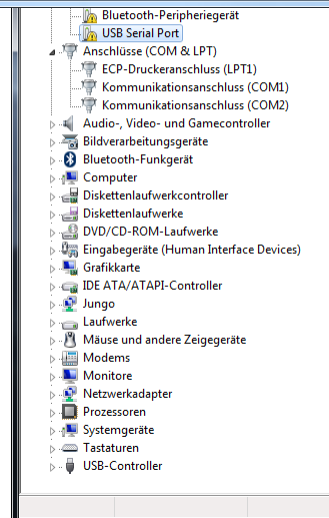 Bluetooth-Peripheriegerät
USB Serial Port
Anschlüsse (COM & LPT)
ECP-Druckeranschluss (LPT1)
Kommunikationsanschluss (COM1)
Kommunikationsanschluss (COM2)
Audio-, Video- und Gamecontroller
Bildverarbeitungsgeräte
Bluetooth-Funkgerät
Computer
Diskettenlaufwerkcontroller
Diskettenlaufwerke
DVD/CD-ROM-Laufwerke
Eingabegeräte (Human Interface Devices)
Grafikkarte
IDE ATA/ATAPI-Controller
Jungo
Laufwerke
Mäuse und andere Zeigegeräte
Modems
Monitore
Netzwerkadapter
Prozessoren
Systemgeräte
Tastaturen
USB-Controller